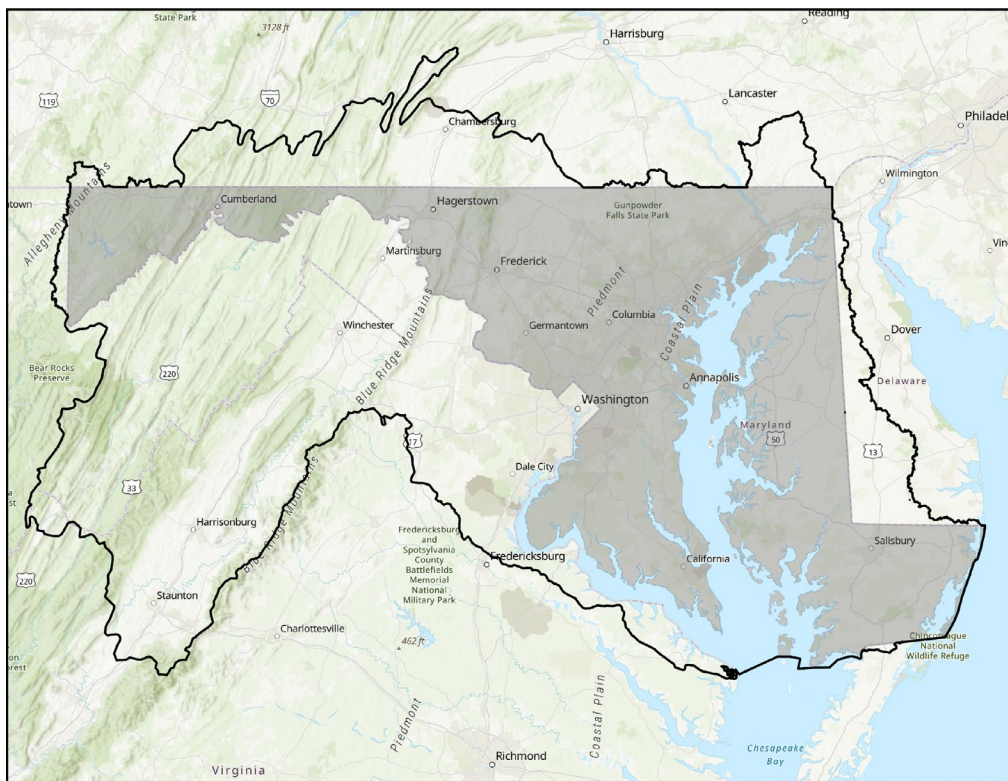 State Park
3128 ft
Harrisburg
Reading
119
70
Lancaster
Chambersburg
Philadel
Wilmington
Allegheny Mountains
Cumberland
Hagerstown
Gunpowder
Falls State Park
town
Vin
Martinsburg
Frederick
Piedmont
Coastal Plain
Winchester
Germantown
Columbia
Dover
Bear Rocks
Preserve
220
Blue Ridge Mountains
Annapolis
Delaware
Washington
Maryland
50
17
13
Dale City
33
Harrisonburg
Blue Ridge Mountains
Fredericksburg
and
Spotsylvania
County
Battlefields
Memorial
National
Military Park
Fredericksburg
Salisbury
California
220
Staunton
Charlottesville
462 ft
Chincoteague
National
Wildlife Refuge
Piedmont
Coastal Plain
Richmond
Virginia
Chesapeake
Bay